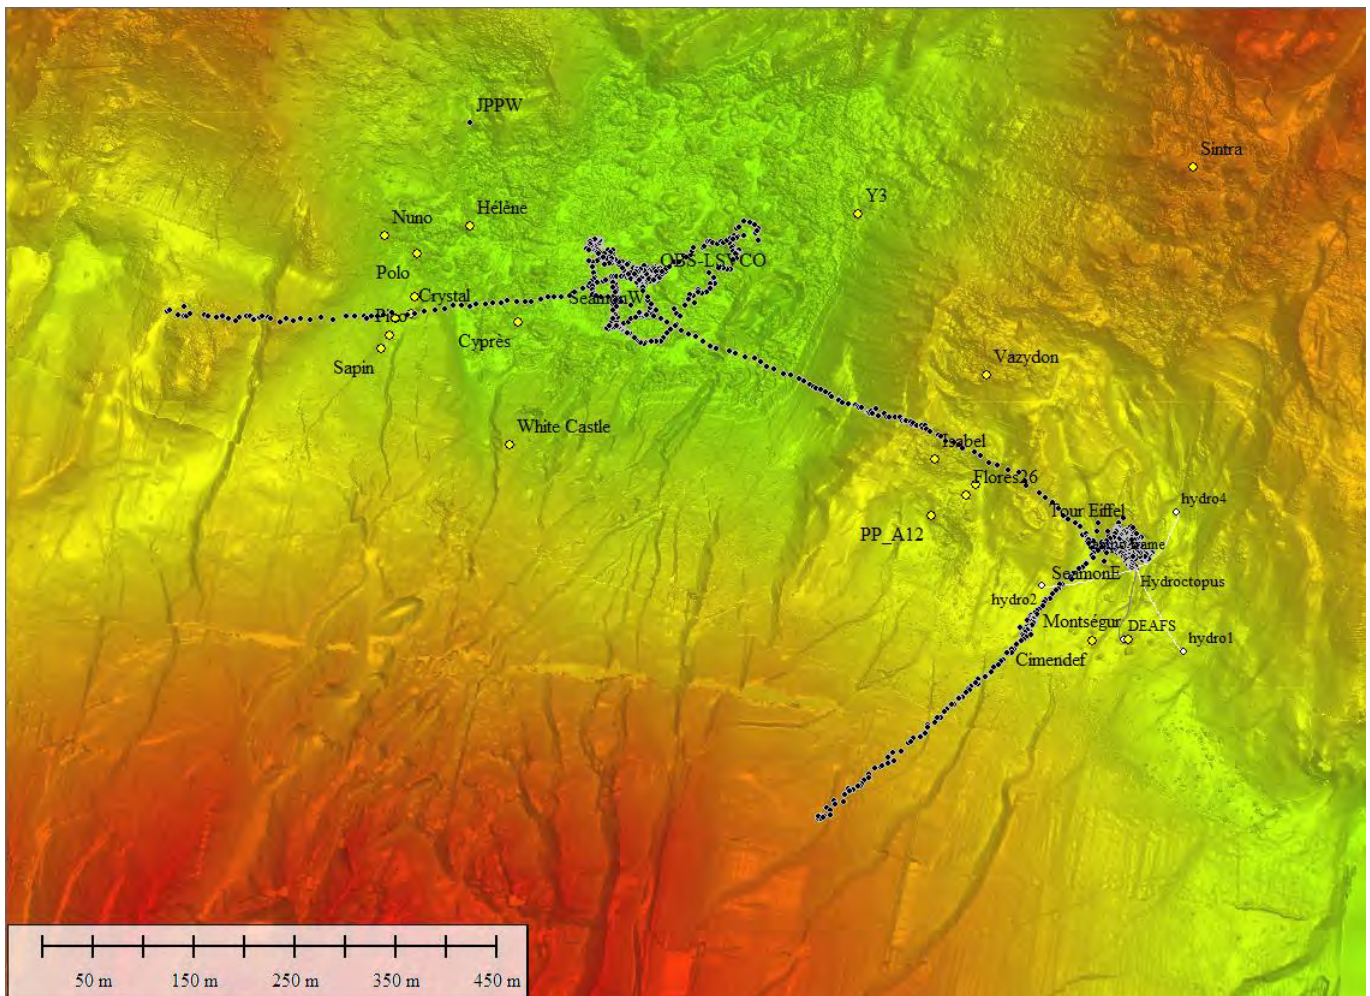 JPPW
Sintra
Y3
Nuno
Hélène
Polo
OBS-LSVCO
Crystal
SeamonW
Cyprès
Sapin
Vazydon
White Castle
Isabel
Flores26
hydro4
Tour Eiffel
PP_A12
SeamonE
Hydroctopus
hydro2
Montségur
DEAFS
hydro1
Cimendef
50 m 150 m 250 m 350 m 450 m